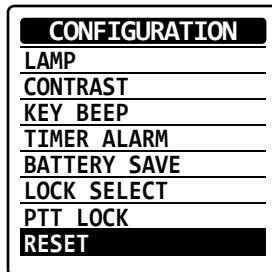 CONFIGURATION
LAMP
CONTRAST
KEY BEEP
TIMER ALARM
BATTERY SAVE
LOCK SELECT
PTT LOCK
RESET